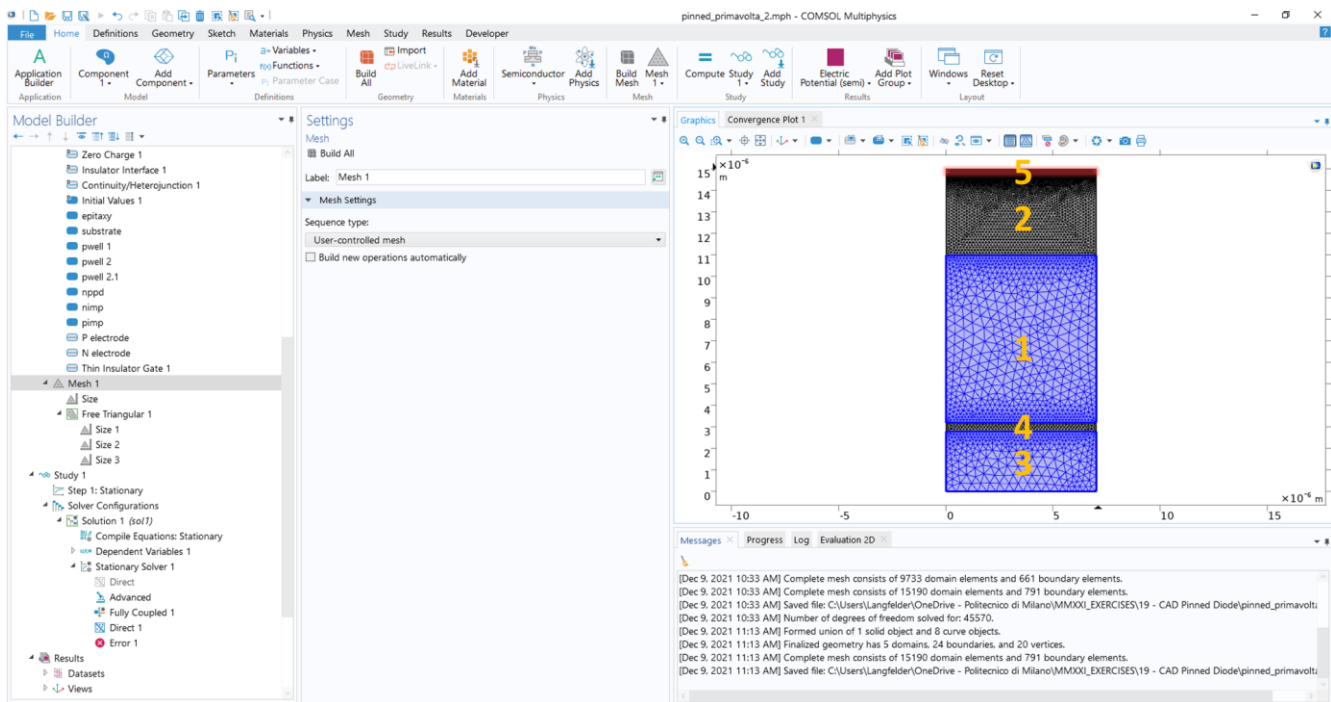 pinned_primavolta_2.mph - COMSOL Multiphysics
File Home Definitions Geometry Sketch Materials Physics Mesh Study Results Developer
Application Builder
Component 1
Add Component
Parameters
a= Variables
f(x) Functions
Pi Parameter Case
Build All
Import
LiveLink
Add Material
Semiconductor
Add Physics
Build Mesh
Mesh 1
Compute
Study 1
Add Study
Electric Potential (semi)
Add Plot Group
Windows
Reset Desktop
Application Model Definitions Geometry Materials Physics Mesh Study Results Layout
Model Builder
Zero Charge 1
Insulator Interface 1
Continuity/Heterojunction 1
Initial Values 1
epitaxy
substrate
pwell 1
pwell 2
pwell 2.1
nppd
nimp
pimp
P electrode
N electrode
Thin Insulator Gate 1
Mesh 1
Size
Free Triangular 1
Size 1
Size 2
Size 3
Study 1
Step 1: Stationary
Solver Configurations
Solution 1 (sol1)
Compile Equations: Stationary
Dependent Variables 1
Stationary Solver 1
Direct
Advanced
Fully Coupled 1
Direct 1
Error 1
Results
Datasets
Views
Settings
Mesh
Build All
Label: Mesh 1
Mesh Settings
Sequence type:
User-controlled mesh
Build new operations automatically
Graphics Convergence Plot 1
×10⁻⁶
m
15
14
13
12
11
10
9
8
7
6
5
4
3
2
1
0
5
2
1
4
3
×10⁻⁶ m
-10 -5 0 5 10 15
Messages Progress Log Evaluation 2D
[Dec 9, 2021 10:33 AM] Complete mesh consists of 9733 domain elements and 661 boundary elements.
[Dec 9, 2021 10:33 AM] Complete mesh consists of 15190 domain elements and 791 boundary elements.
[Dec 9, 2021 10:33 AM] Saved file: C:\Users\Langfelder\OneDrive - Politecnico di Milano\MMXXI_EXERCISES\19 - CAD Pinned Diode\pinned_primavolta
[Dec 9, 2021 10:33 AM] Number of degrees of freedom solved for: 45570.
[Dec 9, 2021 11:13 AM] Formed union of 1 solid object and 8 curve objects.
[Dec 9, 2021 11:13 AM] Finalized geometry has 5 domains, 24 boundaries, and 20 vertices.
[Dec 9, 2021 11:13 AM] Complete mesh consists of 15190 domain elements and 791 boundary elements.
[Dec 9, 2021 11:13 AM] Saved file: C:\Users\Langfelder\OneDrive - Politecnico di Milano\MMXXI_EXERCISES\19 - CAD Pinned Diode\pinned_primavolta